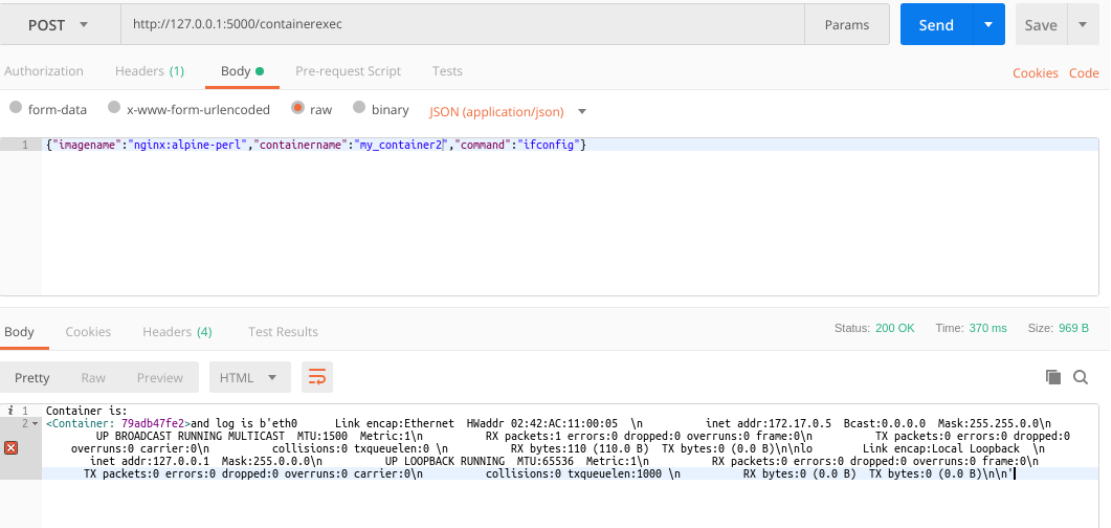 POST http://127.0.0.1:5000/containerexec Params Send Save
Authorization Headers (1) Body Pre-request Script Tests Cookies Code
form-data x-www-form-urlencoded raw binary JSON (application/json)
1 {"imagename":"nginx:alpine-perl","containername":"my_container2","command":"ifconfig"}
Body Cookies Headers (4) Test Results Status: 200 OK Time: 370 ms Size: 969 B
Pretty Raw Preview HTML
i 1 Container is:
2 <Container: 79adb47fe2>and log is b'eth0 Link encap:Ethernet HWaddr 02:42:AC:11:00:05 \n inet addr:172.17.0.5 Bcast:0.0.0.0 Mask:255.255.0.0\n
UP BROADCAST RUNNING MULTICAST MTU:1500 Metric:1\n RX packets:1 errors:0 dropped:0 overruns:0 frame:0\n TX packets:0 errors:0 dropped:0
overruns:0 carrier:0\n collisions:0 txqueuelen:0 \n RX bytes:110 (110.0 B) TX bytes:0 (0.0 B)\n\nlo Link encap:Local Loopback \n
inet addr:127.0.0.1 Mask:255.0.0.0\n UP LOOPBACK RUNNING MTU:65536 Metric:1\n RX packets:0 errors:0 dropped:0 overruns:0 frame:0\n
TX packets:0 errors:0 dropped:0 overruns:0 carrier:0\n collisions:0 txqueuelen:1000 \n RX bytes:0 (0.0 B) TX bytes:0 (0.0 B)\n\n'